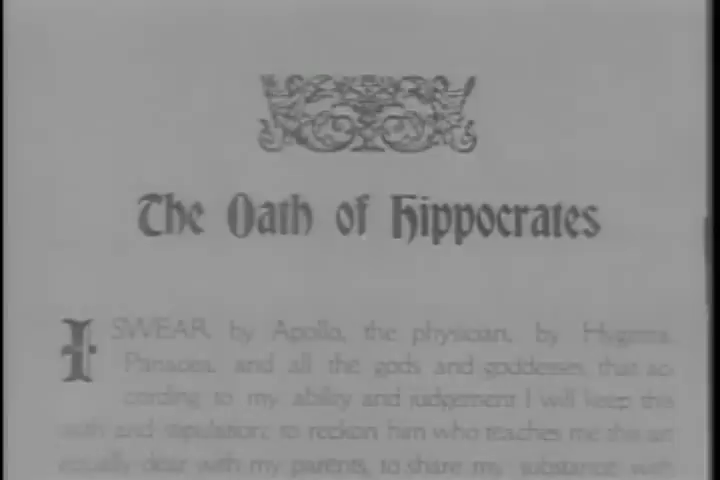 The Oath of Hippocrates
I SWEAR by Apollo, the physician, by Hygeia,
Panacea, and all the gods and goddesses, that ac-
cording to my ability and judgement I will keep this
oath and stipulation: to reckon him who teaches me this art
equally dear with my parents, to share my substance with